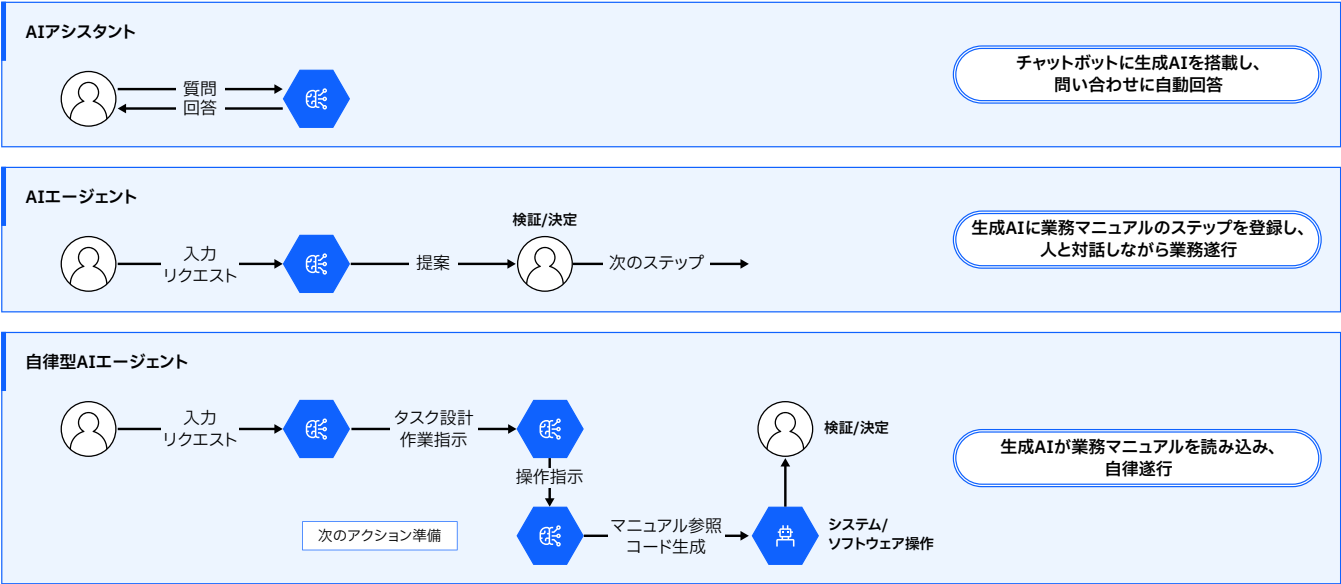 AIアシスタント
質問
回答
チャットボットに生成AIを搭載し、
問い合わせに自動回答
AIエージェント
入力
リクエスト
提案
検証/決定
次のステップ
生成AIに業務マニュアルのステップを登録し、
人と対話しながら業務遂行
自律型AIエージェント
入力
リクエスト
タスク設計
作業指示
操作指示
次のアクション準備
マニュアル参照
コード生成
システム/
ソフトウェア操作
検証/決定
生成AIが業務マニュアルを読み込み、
自律遂行